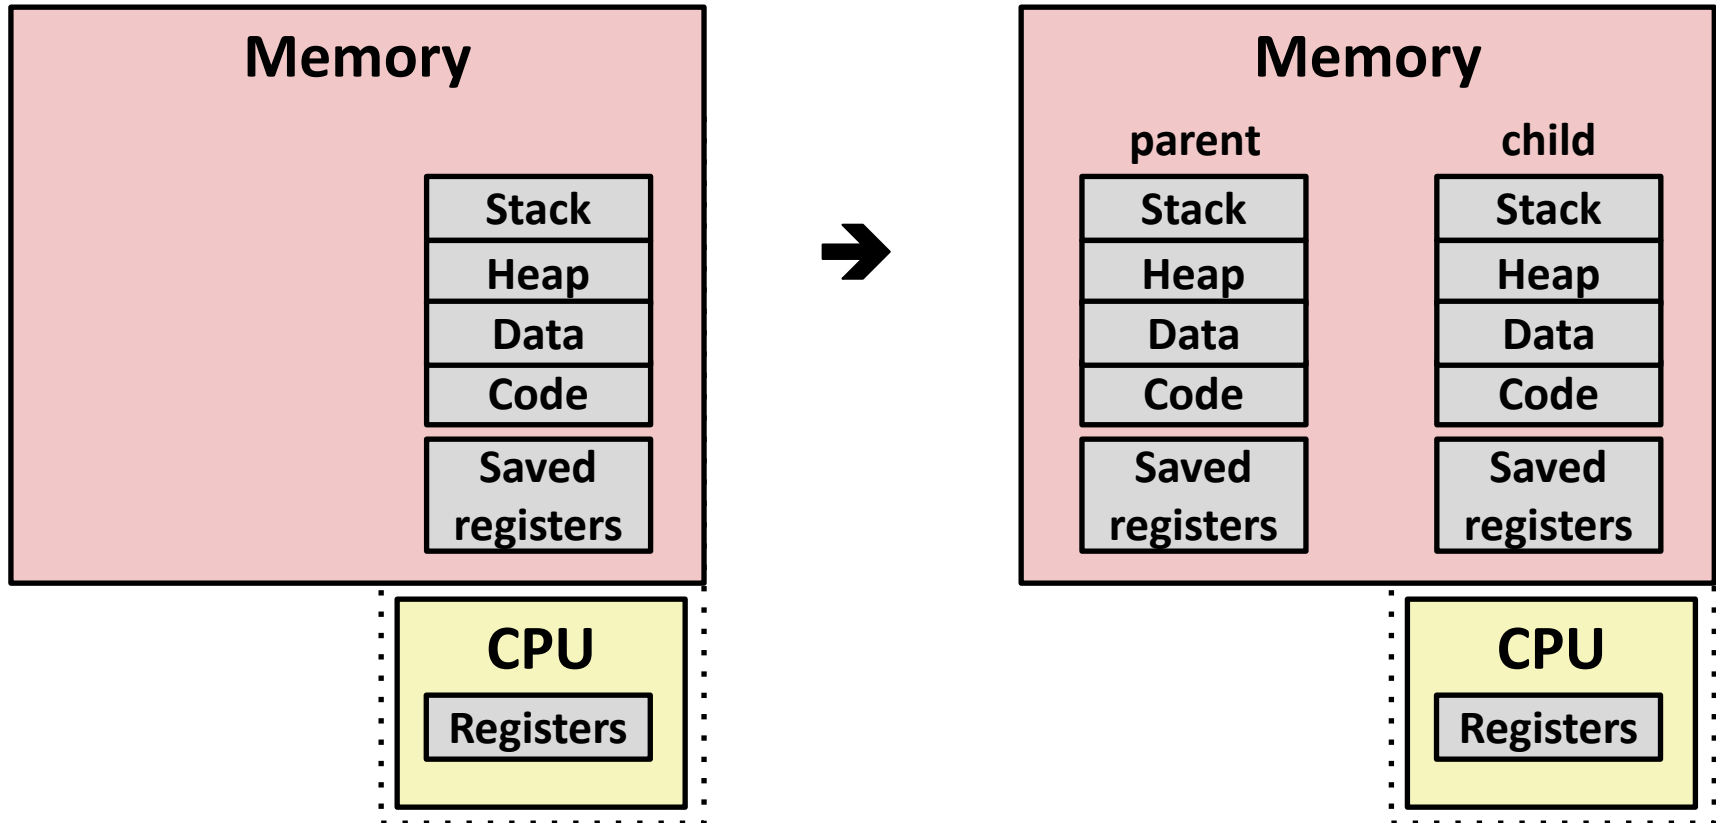 Memory
Stack
Heap
Data
Code
Saved
registers
CPU
Registers
Memory
parent
child
Stack
Heap
Data
Code
Saved
registers
Stack
Heap
Data
Code
Saved
registers
CPU
Registers